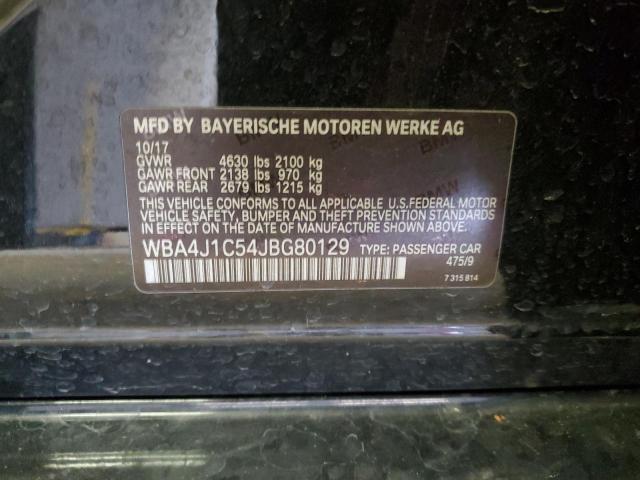 MFD BY BAYERISCHE MOTOREN WERKE AG
10/17
GVWR 4630 lbs 2100 kg
GAWR FRONT 2138 lbs 970 kg
GAWR REAR 2679 lbs 1215 kg
THIS VEHICLE CONFORMS TO ALL APPLICABLE U.S. FEDERAL MOTOR
VEHICLE SAFETY, BUMPER AND THEFT PREVENTION STANDARDS IN
EFFECT ON THE DATE OF MANUFACTURE SHOWN ABOVE.
WBA4J1C54JBG80129 TYPE: PASSENGER CAR
475/9
7 315 814